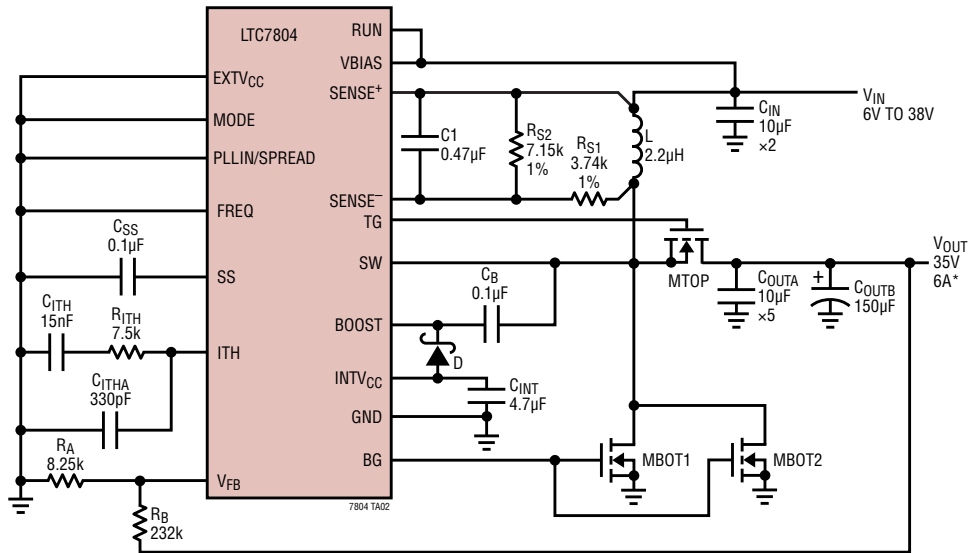 LTC7804
RUN
VBIAS
EXTVCC
SENSE+
MODE
PLLIN/SPREAD
FREQ
SENSE–
TG
SS
SW
BOOST
ITH
INTVCC
GND
BG
VFB
7804 TA02
C1
0.47µF
RS2
7.15k
1%
RS1
3.74k
1%
L
2.2µH
CIN
10µF
×2
VIN
6V TO 38V
CSS
0.1µF
CITH
15nF
RITH
7.5k
CITHA
330pF
RA
8.25k
RB
232k
CB
0.1µF
D
CINT
4.7µF
MTOP
COUTA
10µF
×5
+
COUTB
150µF
VOUT
35V
6A*
MBOT1
MBOT2